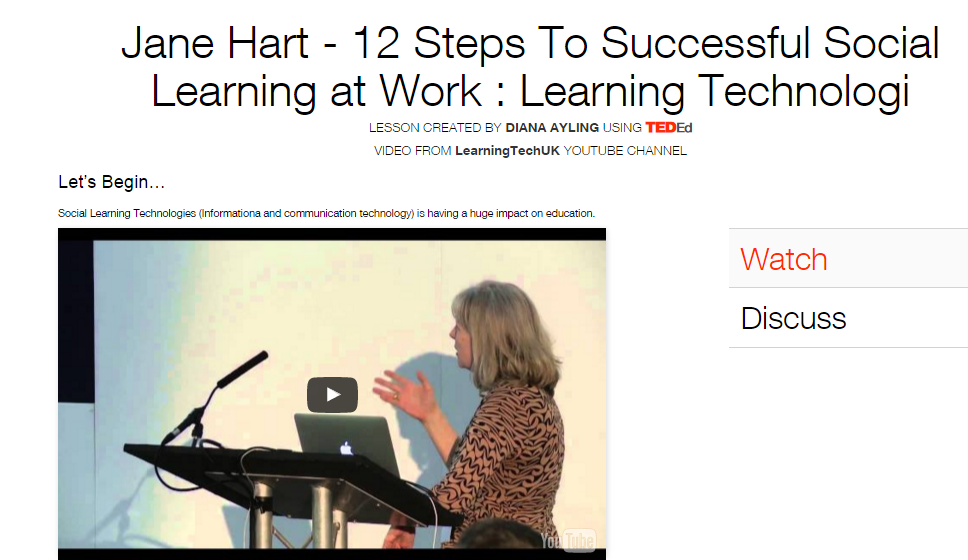 Jane Hart - 12 Steps To Successful Social
Learning at Work : Learning Technologi
LESSON CREATED BY DIANA AYLING USING TEDEd
VIDEO FROM LearningTechUK YOUTUBE CHANNEL
Let's Begin…
Social Learning Technologies (Informationa and communication technology) is having a huge impact on education.
Watch
Discuss
YouTube